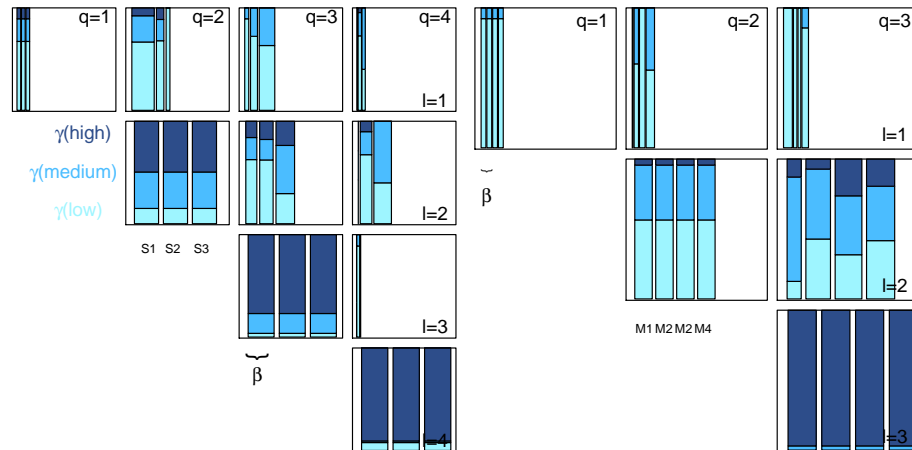 q=1 q=2 q=3 q=4 q=1 q=2 q=3
l=1 l=1
γ(high)
γ(medium)
γ(low)
l=2 β
S1 S2 S3
l=3 l=2
M1 M2 M2 M4
β
l=4 l=3